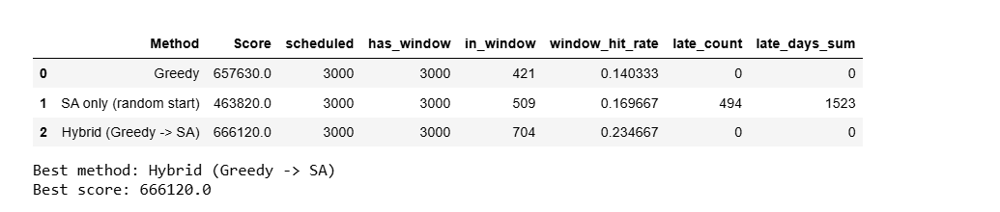 Method Score scheduled has_window in_window window_hit_rate late_count late_days_sum
0 Greedy 657630.0 3000 3000 421 0.140333 0 0
1 SA only (random start) 463820.0 3000 3000 509 0.169667 494 1523
2 Hybrid (Greedy -> SA) 666120.0 3000 3000 704 0.234667 0 0
Best method: Hybrid (Greedy -> SA)
Best score: 666120.0